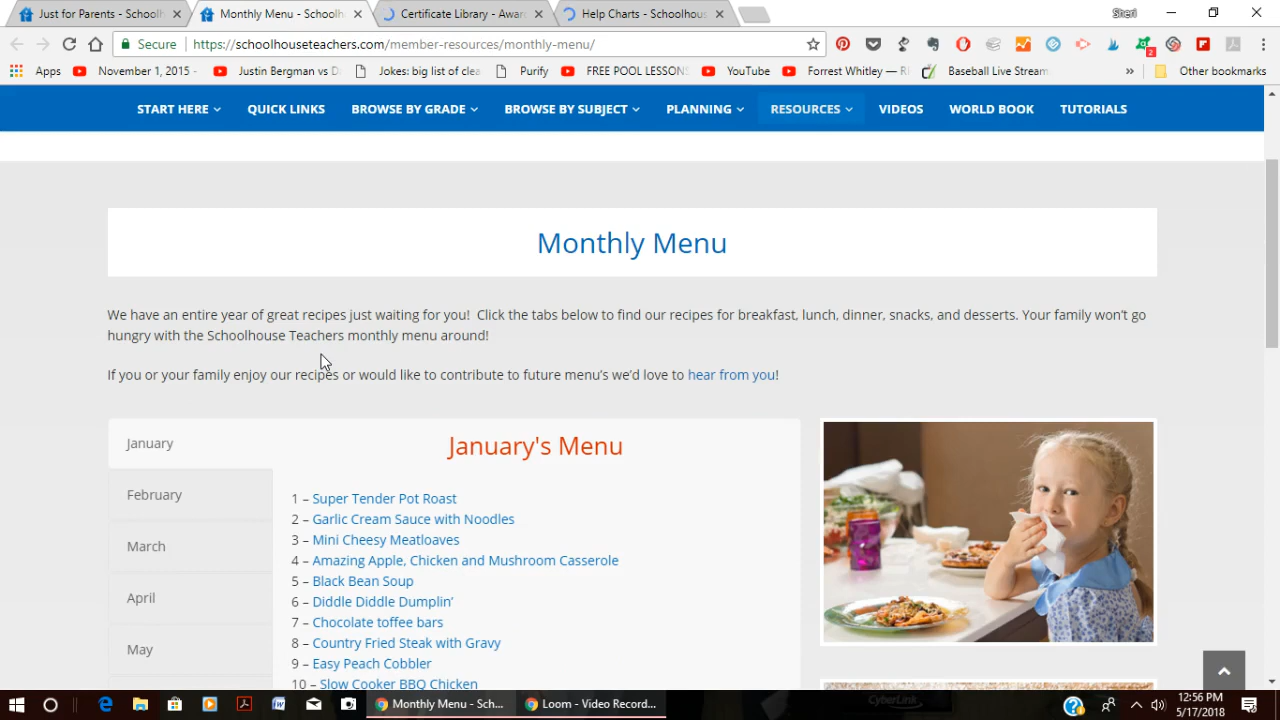 Just for Parents - Schoolh
Monthly Menu - Schoolh
Certificate Library - Awar
Help Charts - Schoolhous
Sheri
Secure https://schoolhouseteachers.com/member-resources/monthly-menu/
Apps
November 1, 2015 -
Justin Bergman vs D
Jokes: big list of clea
Purify
FREE POOL LESSONS
YouTube
Forrest Whitley — R
Baseball Live Stream
Other bookmarks
START HERE QUICK LINKS BROWSE BY GRADE BROWSE BY SUBJECT PLANNING RESOURCES VIDEOS WORLD BOOK TUTORIALS
Monthly Menu
We have an entire year of great recipes just waiting for you! Click the tabs below to find our recipes for breakfast, lunch, dinner, snacks, and desserts. Your family won't go
hungry with the Schoolhouse Teachers monthly menu around!
If you or your family enjoy our recipes or would like to contribute to future menu's we'd love to hear from you!
January
February
March
April
May
January's Menu
1 – Super Tender Pot Roast
2 – Garlic Cream Sauce with Noodles
3 – Mini Cheesy Meatloaves
4 – Amazing Apple, Chicken and Mushroom Casserole
5 – Black Bean Soup
6 – Diddle Diddle Dumplin'
7 – Chocolate toffee bars
8 – Country Fried Steak with Gravy
9 – Easy Peach Cobbler
10 – Slow Cooker BBQ Chicken
Monthly Menu - Sch...
Loom - Video Record...
CyberLink
12:56 PM
5/17/2018